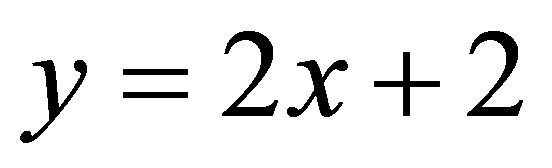 y = 2x + 2